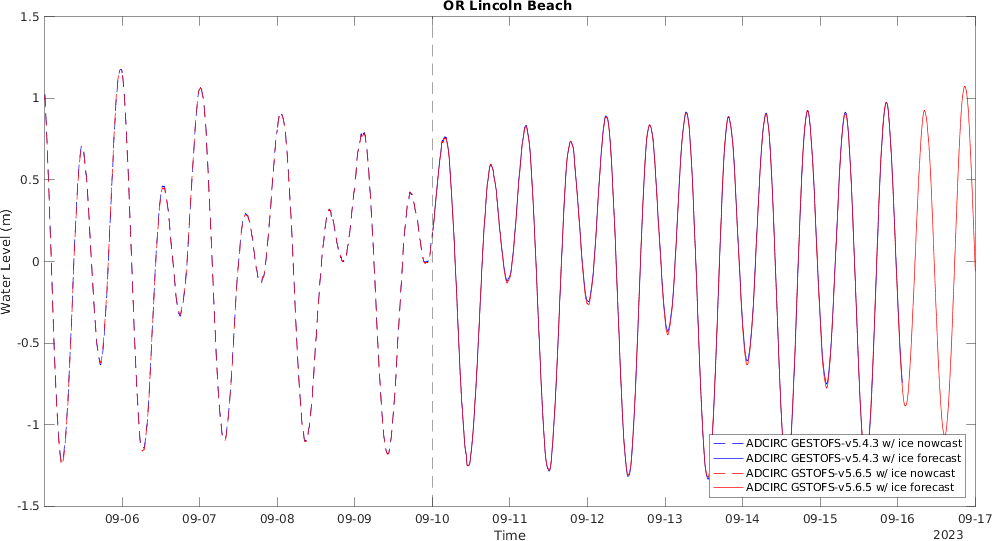 OR Lincoln Beach
1.5
1
0.5
0
-0.5
-1
-1.5
Water Level (m)
09-06 09-07 09-08 09-09 09-10 09-11 09-12 09-13 09-14 09-15 09-16 09-17
Time
2023
ADCIRC GESTOFS-v5.4.3 w/ ice nowcast
ADCIRC GESTOFS-v5.4.3 w/ ice forecast
ADCIRC GSTOFS-v5.6.5 w/ ice nowcast
ADCIRC GSTOFS-v5.6.5 w/ ice forecast